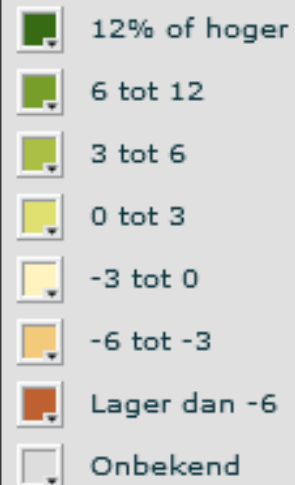 12% of hoger
6 tot 12
3 tot 6
0 tot 3
-3 tot 0
-6 tot -3
Lager dan -6
Onbekend